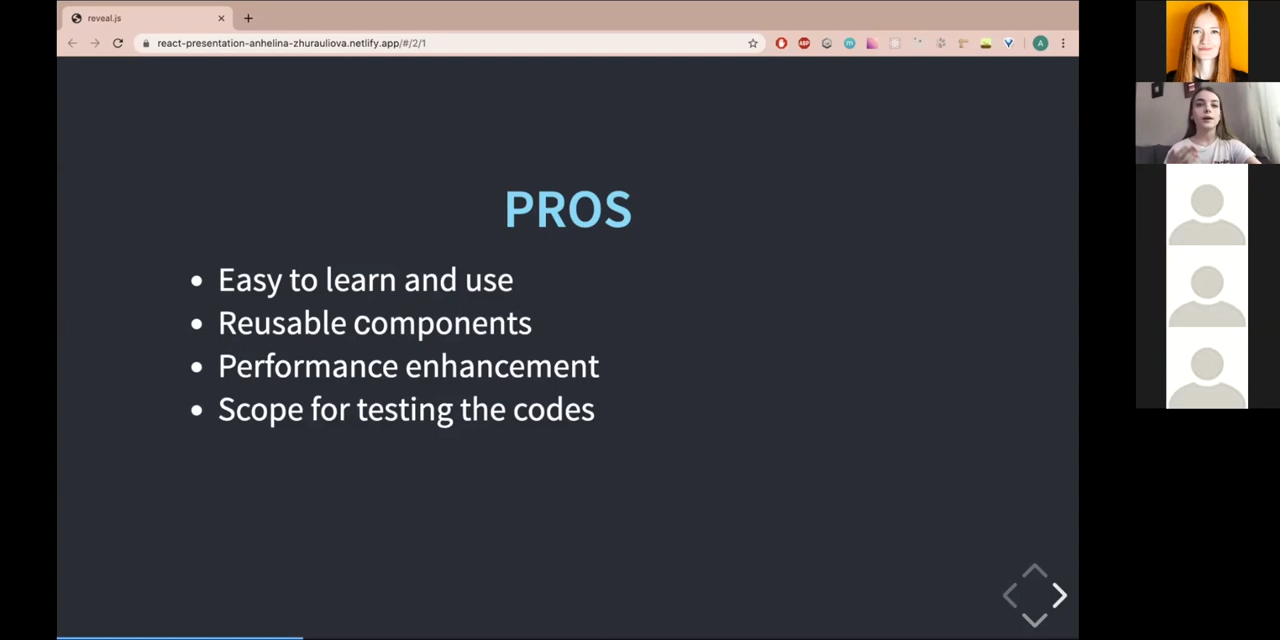 reveal.js
react-presentation-anhelina-zhurauliova.netlify.app/#/2/1
ABP
m
A
PROS
Easy to learn and use
Reusable components
Performance enhancement
Scope for testing the codes